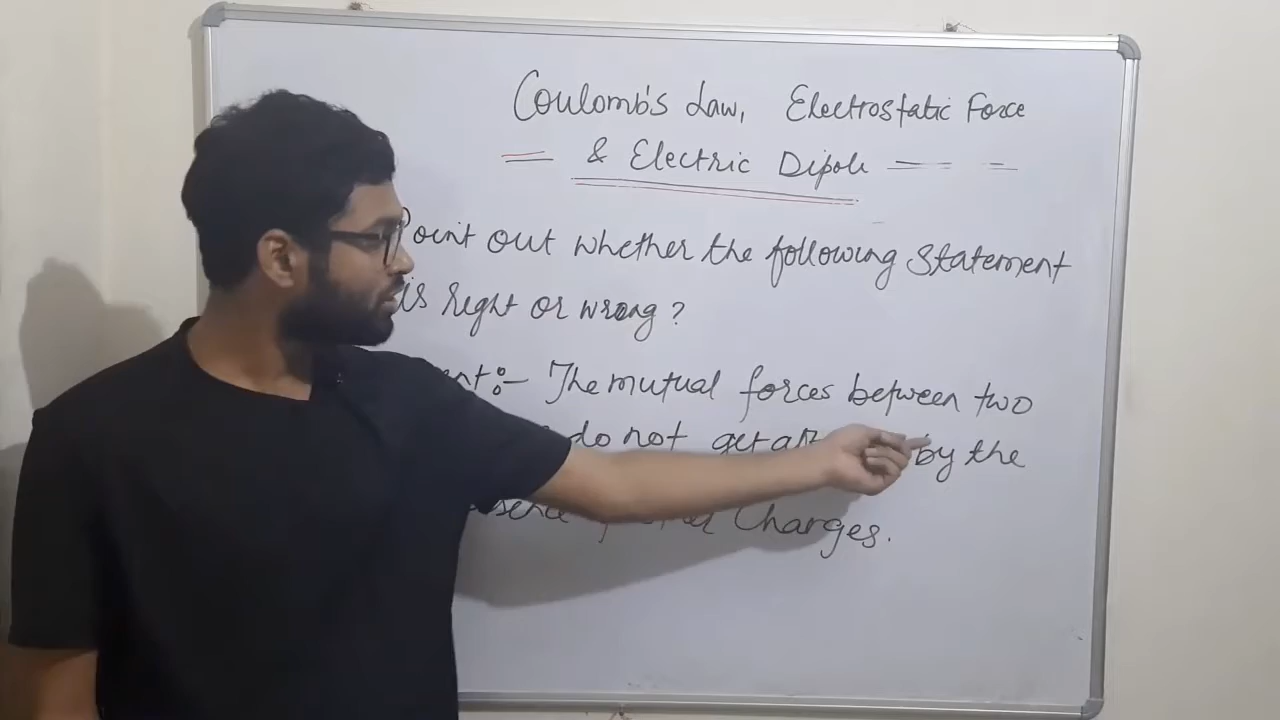 Coulomb's Law, Electrostatic Force
& Electric Dipole
Point out whether the following Statement
is right or wrong?
The mutual forces between two
do not get by the
Charges.